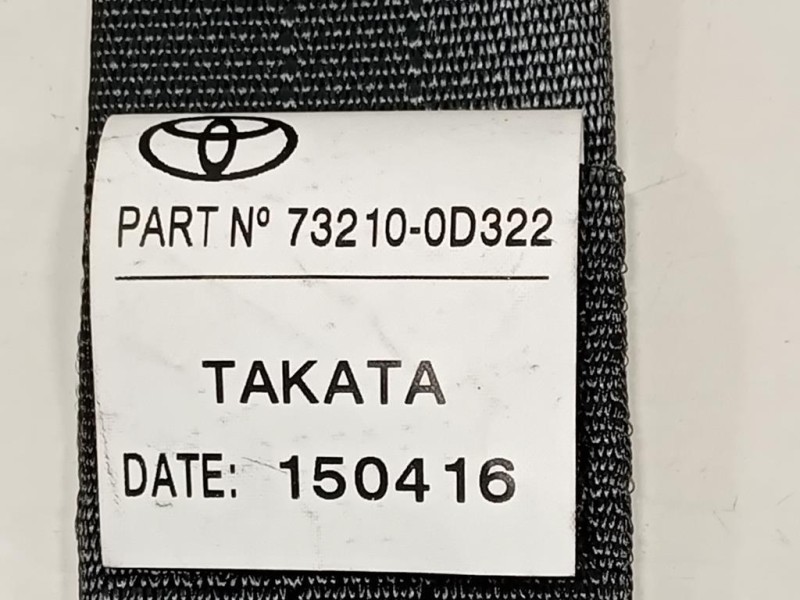 PART Nº 73210-0D322
TAKATA
DATE: 150416